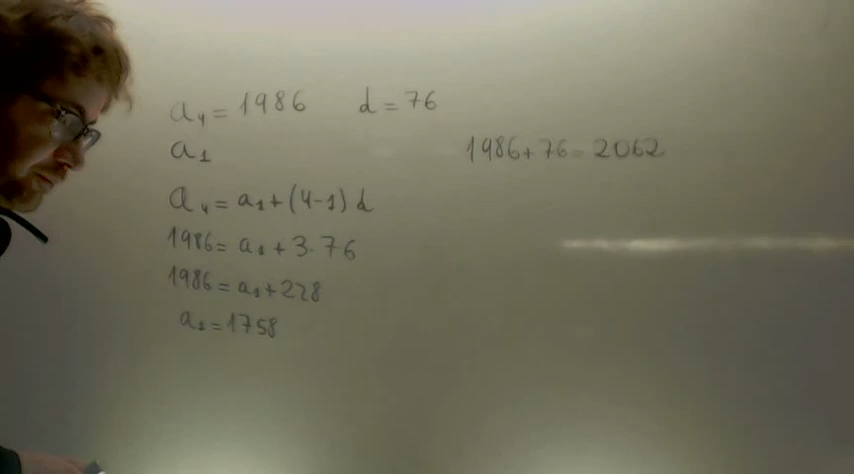 a₄ = 1986 d = 76
a₁ 1986 + 76 = 2062
a₄ = a₁ + (4-1) d
1986 = a₁ + 3 · 76
1986 = a₁ + 228
a₁ = 1758